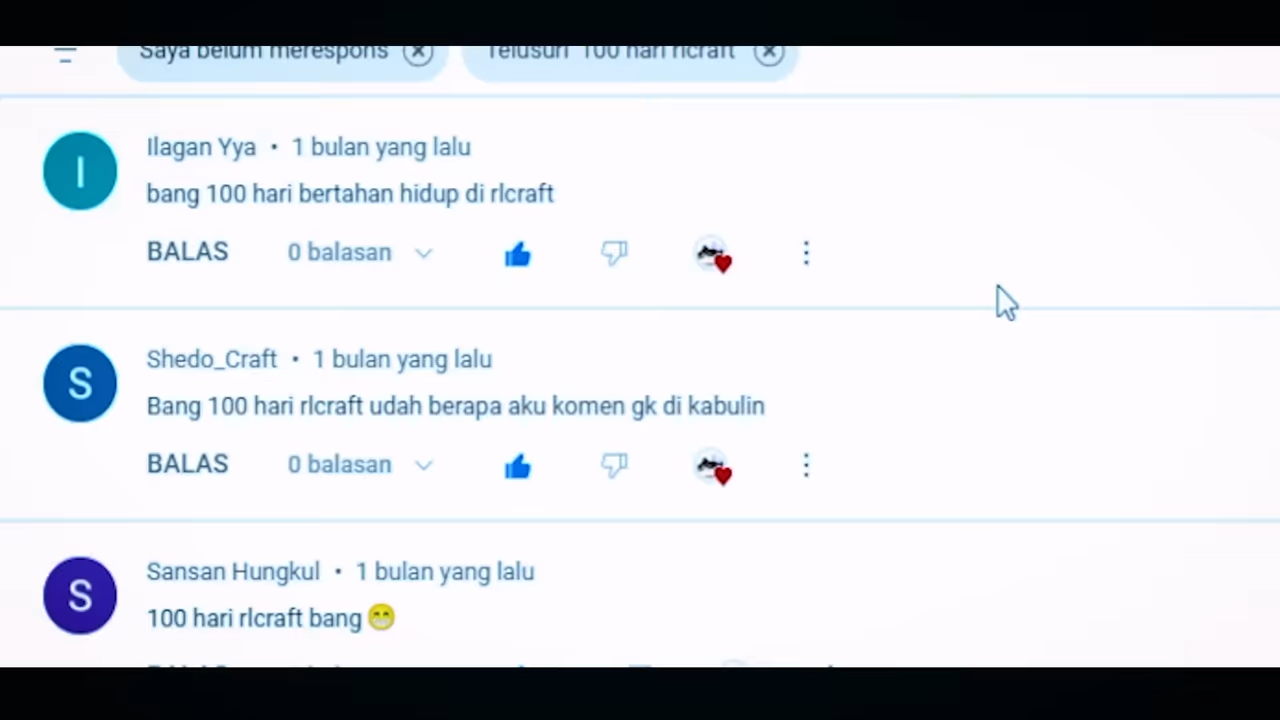 Saya belum merespons
Telusuri 100 hari rlcraft
I
Ilagan Yya • 1 bulan yang lalu
bang 100 hari bertahan hidup di rlcraft
BALAS 0 balasan
S
Shedo_Craft • 1 bulan yang lalu
Bang 100 hari rlcraft udah berapa aku komen gk di kabulin
BALAS 0 balasan
S
Sansan Hungkul • 1 bulan yang lalu
100 hari rlcraft bang 😁